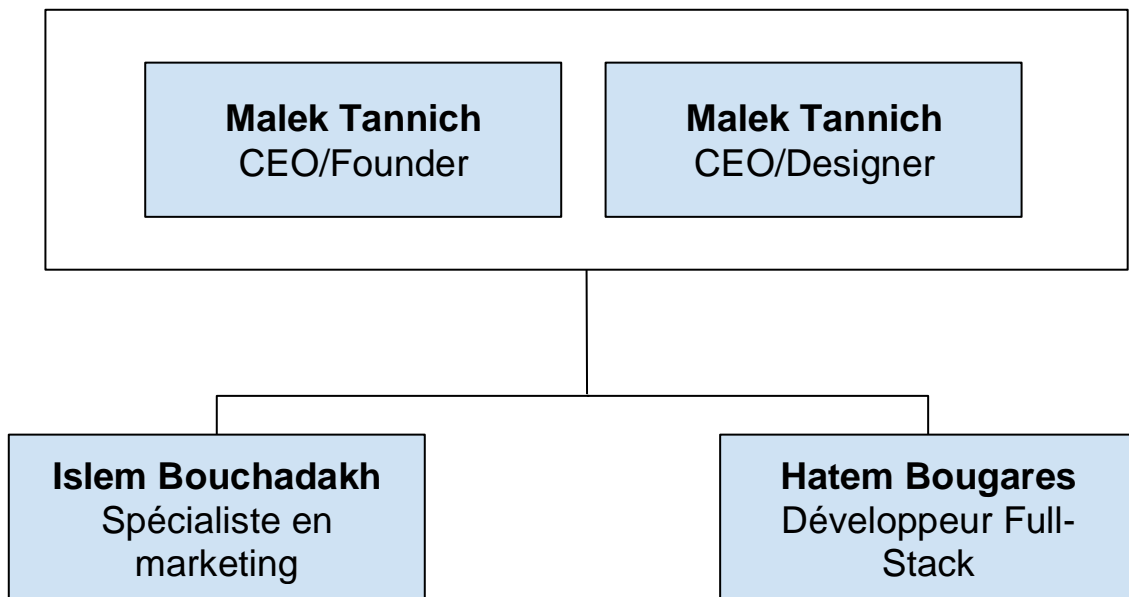 Malek Tannich
CEO/Founder
Malek Tannich
CEO/Designer
Islem Bouchadakh
Spécialiste en
marketing
Hatem Bougares
Développeur Full-
Stack